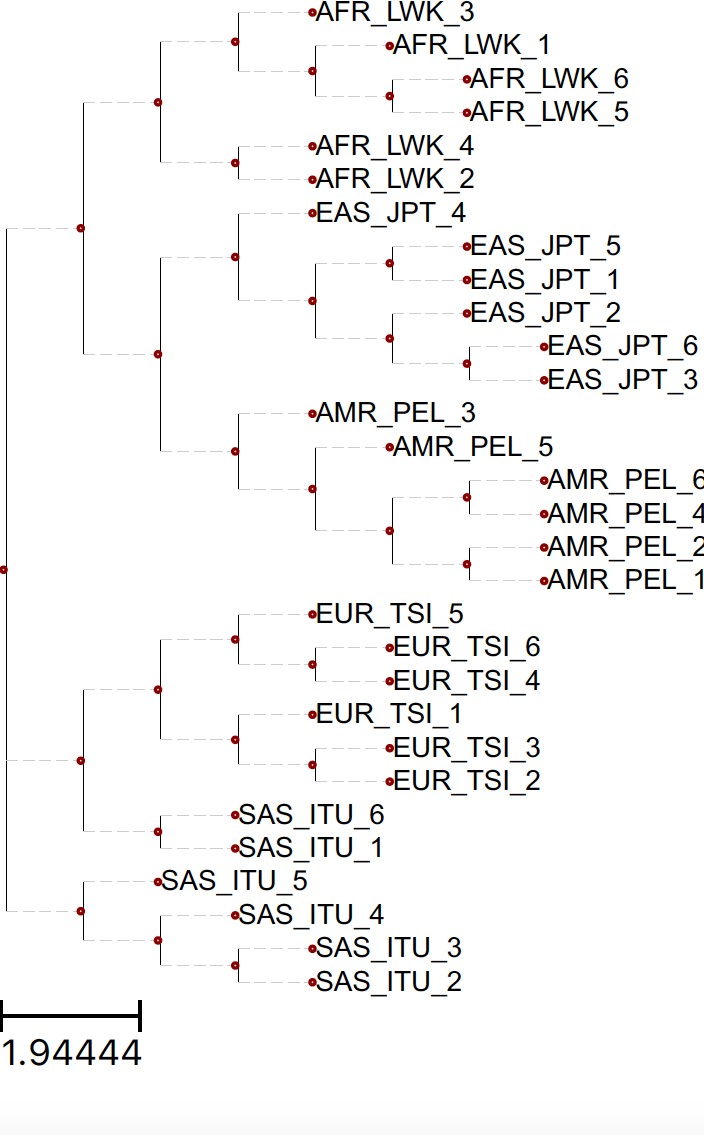 AFR_LWK_3
AFR_LWK_1
AFR_LWK_6
AFR_LWK_5
AFR_LWK_4
AFR_LWK_2
EAS_JPT_4
EAS_JPT_5
EAS_JPT_1
EAS_JPT_2
EAS_JPT_6
EAS_JPT_3
AMR_PEL_3
AMR_PEL_5
AMR_PEL_6
AMR_PEL_4
AMR_PEL_2
AMR_PEL_1
EUR_TSI_5
EUR_TSI_6
EUR_TSI_4
EUR_TSI_1
EUR_TSI_3
EUR_TSI_2
SAS_ITU_6
SAS_ITU_1
SAS_ITU_5
SAS_ITU_4
SAS_ITU_3
SAS_ITU_2
1.94444